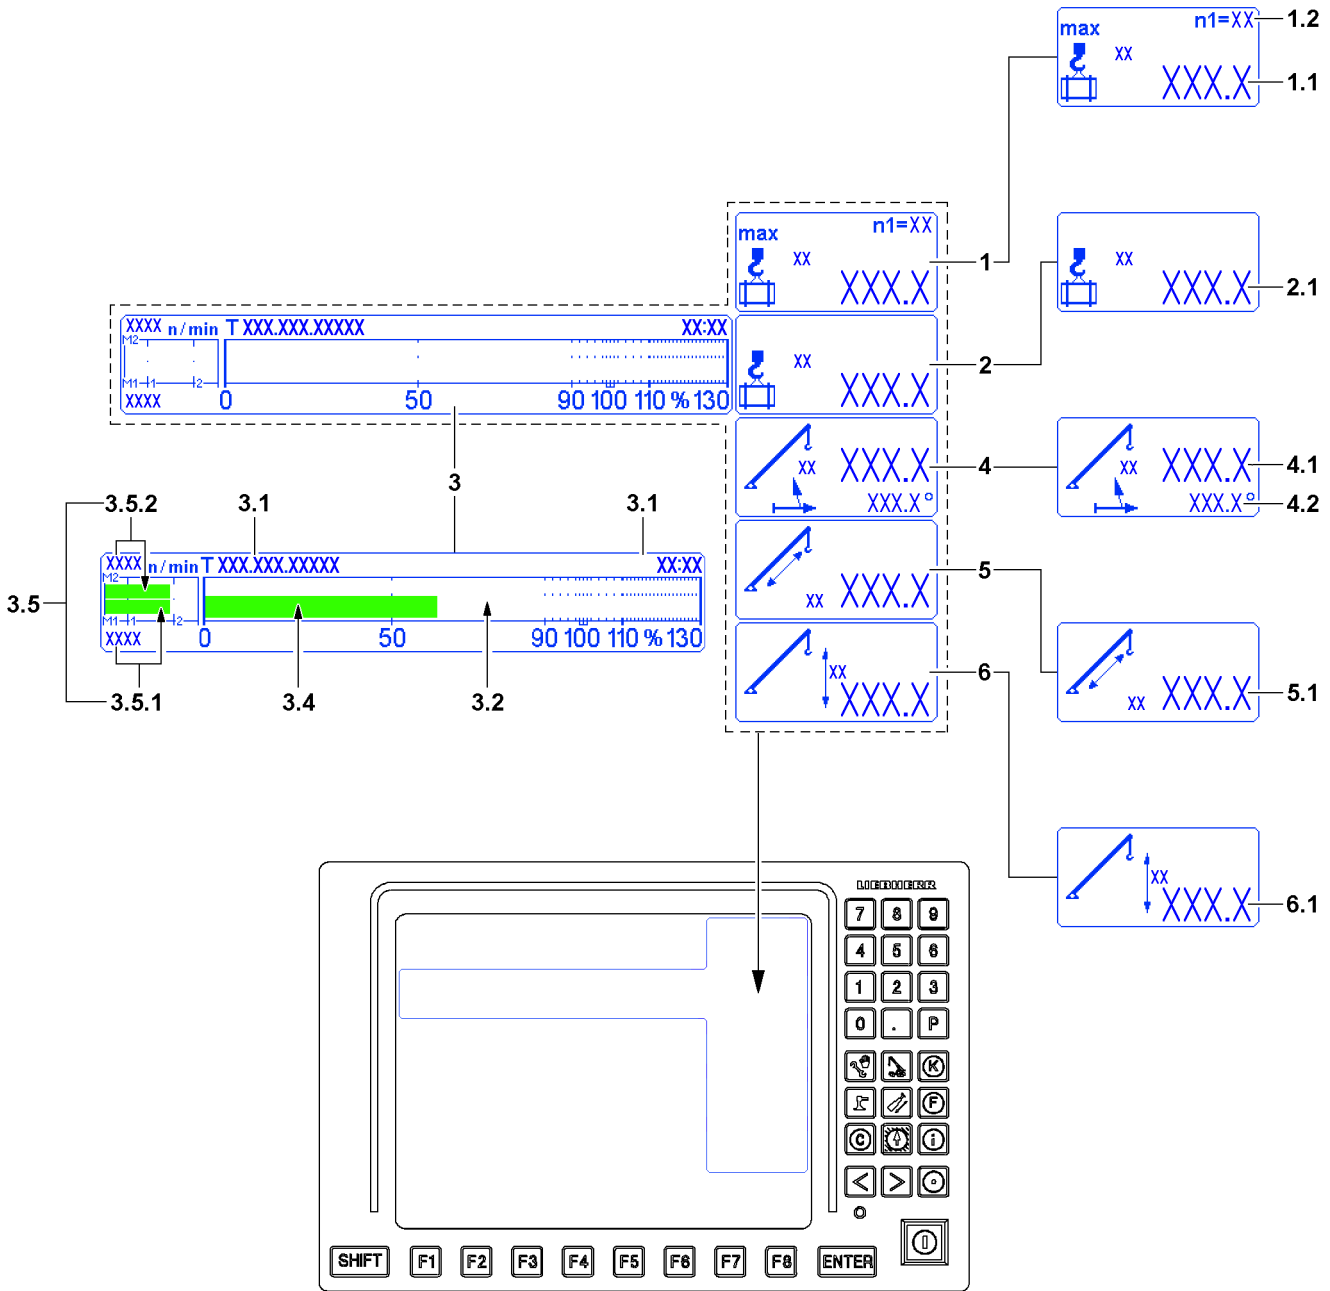 n1=XX 1.2
max
XX
XXX.X 1.1
n1=XX
max
XX
XXX.X
1
XX
XXX.X 2.1
XXXX n/min T XXX.XXX.XXXXX XX:XX
M2
M1 1 2
XXXX 0 50 90 100 110 % 130
XX
XXX.X
2
XX XXX.X
XXX.X°
4
XX XXX.X 4.1
XXX.X° 4.2
3
3.5.2 3.1 3.1
XXXX n/min T XXX.XXX.XXXXX XX:XX
M2
M1 1 2
XXXX 0 50 90 100 110 % 130
3.5
3.5.1 3.4 3.2
XX XXX.X
5
XX
XXX.X
6
XX XXX.X 5.1
XX
XXX.X 6.1
LIEBHERR
7 8 9
4 5 6
1 2 3
0 . P
K
F
C i
< >
SHIFT F1 F2 F3 F4 F5 F6 F7 F8 ENTER